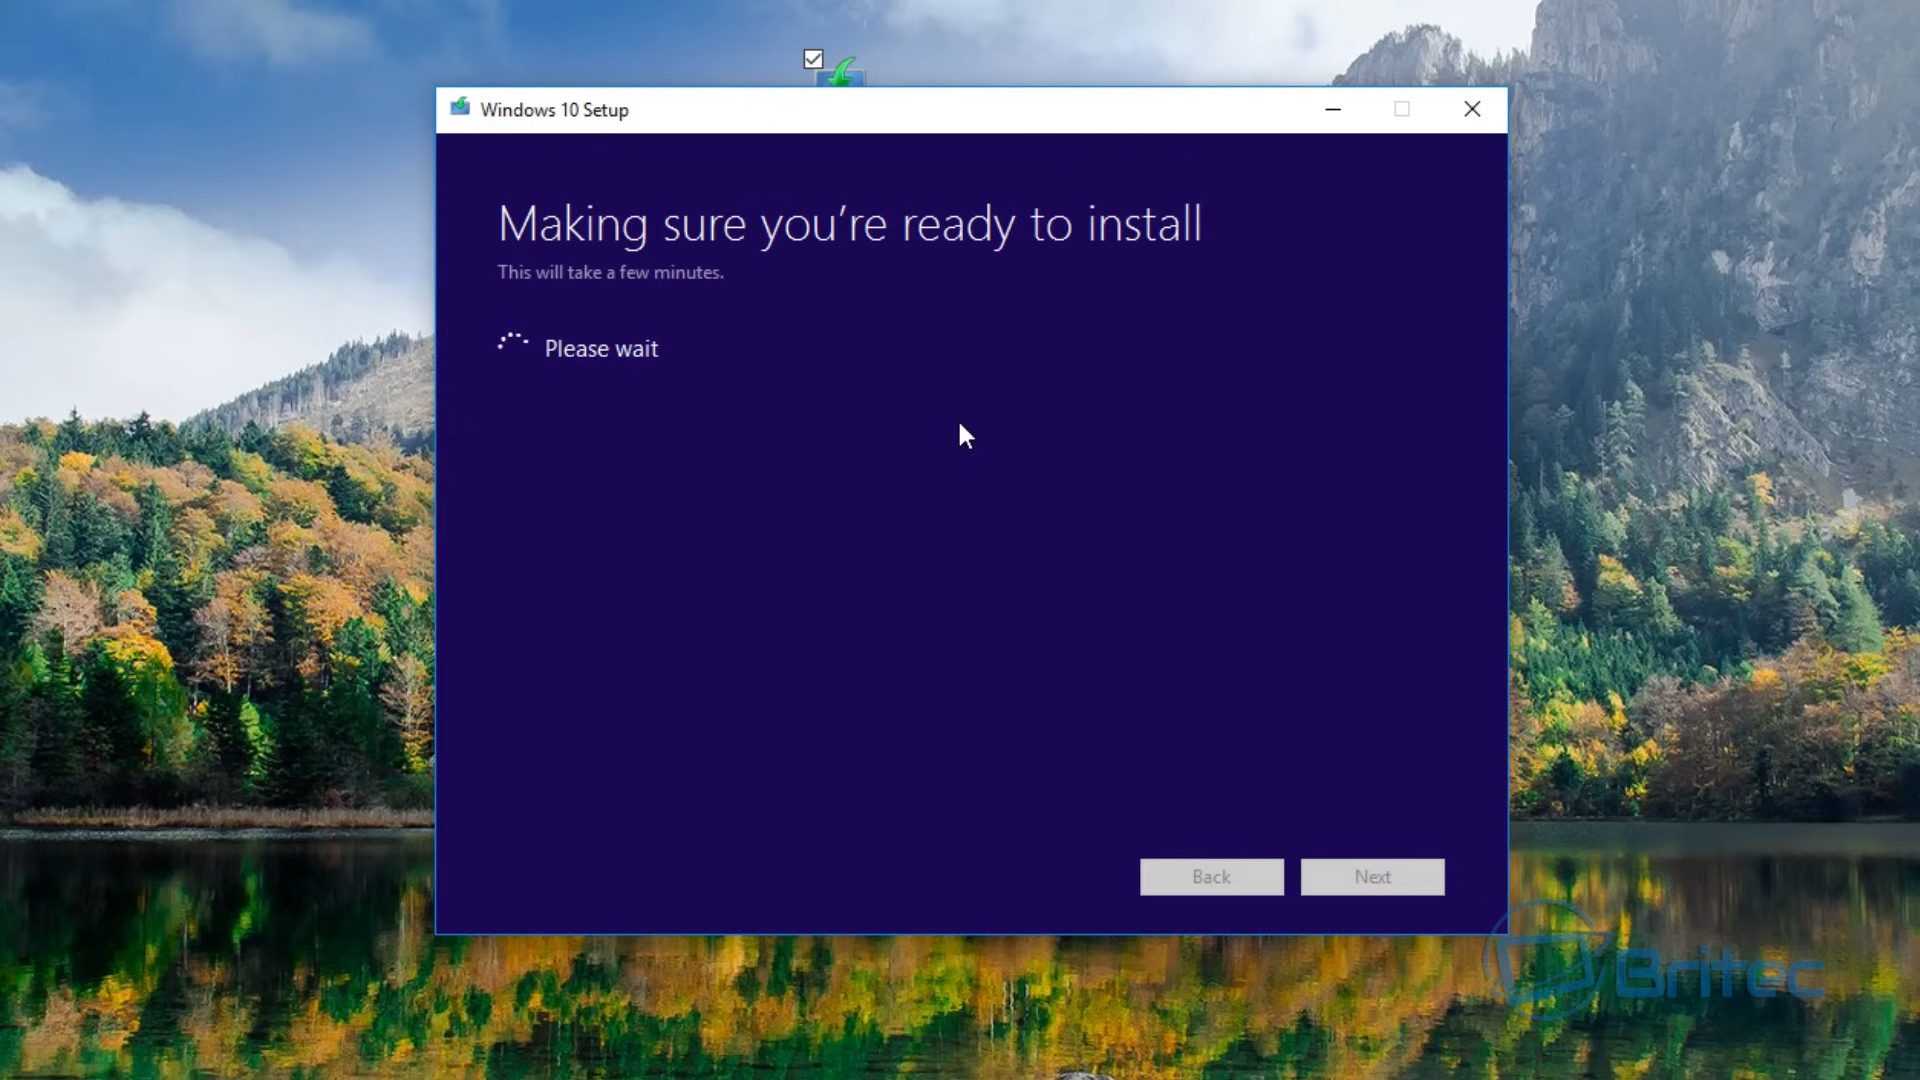 Windows 10 Setup
Making sure you’re ready to install
This will take a few minutes.
Please wait
Back
Next
Britec